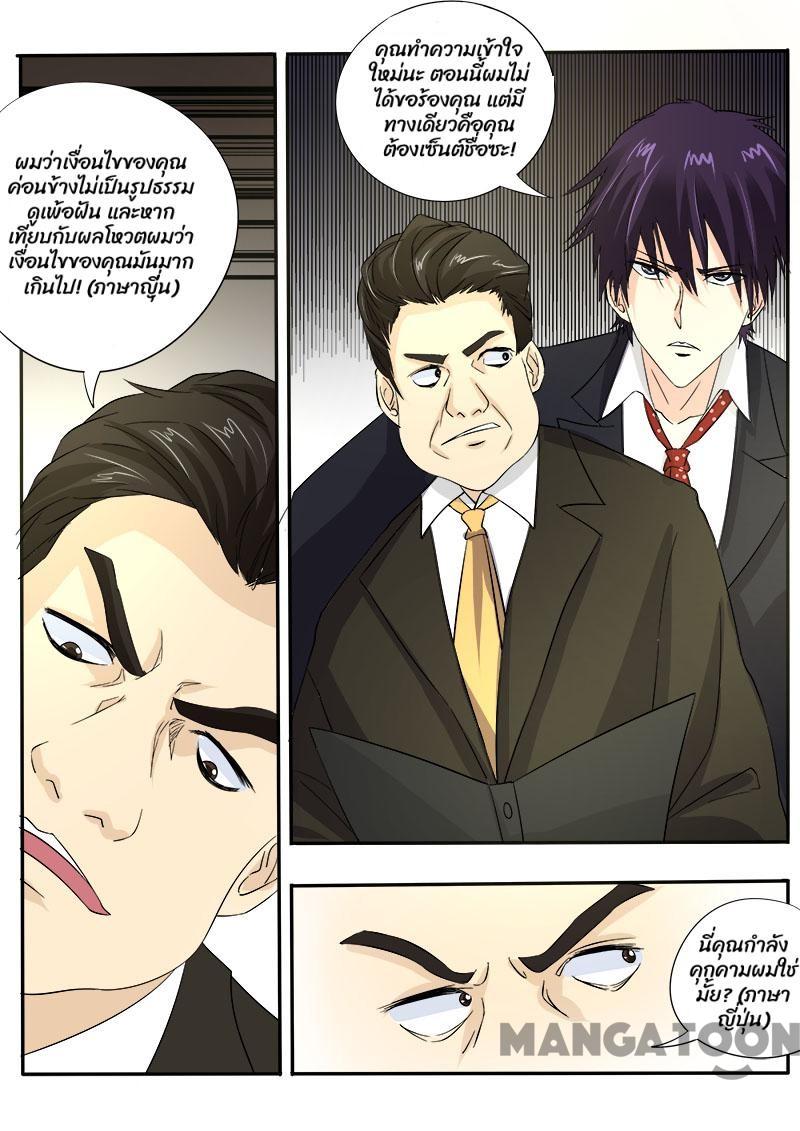 ผมว่าเงื่อนไขของคุณ
ค่อนข้างไม่เป็นรูปธรรม
ดูเพ้อฝัน และหาก
เทียบกับผลโหวตผมว่า
เงื่อนไขของคุณมันมาก
เกินไป! (ภาษาญี่ปุ่น)
คุณทำความเข้าใจ
ใหม่นะ ตอนนี้ผมไม่
ได้ขอร้องคุณ แต่มี
ทางเดียวคือคุณ
ต้องเซ็นต์ชื่อซะ!
นี่คุณกำลัง
คุกคามผมใช่
มั้ย? (ภาษา
ญี่ปุ่น)
MANGATOON